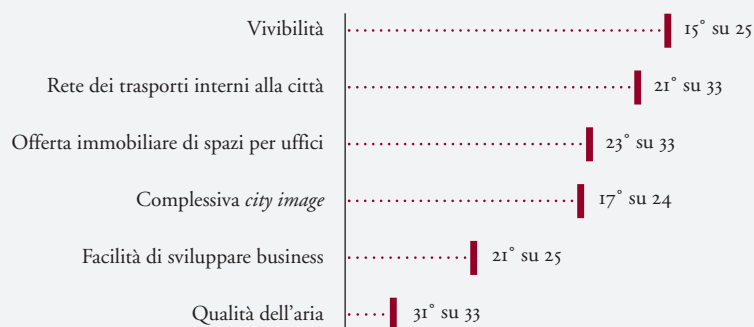 Vivibilità 15° su 25
Rete dei trasporti interni alla città 21° su 33
Offerta immobiliare di spazi per uffici 23° su 33
Complessiva city image 17° su 24
Facilità di sviluppare business 21° su 25
Qualità dell'aria 31° su 33